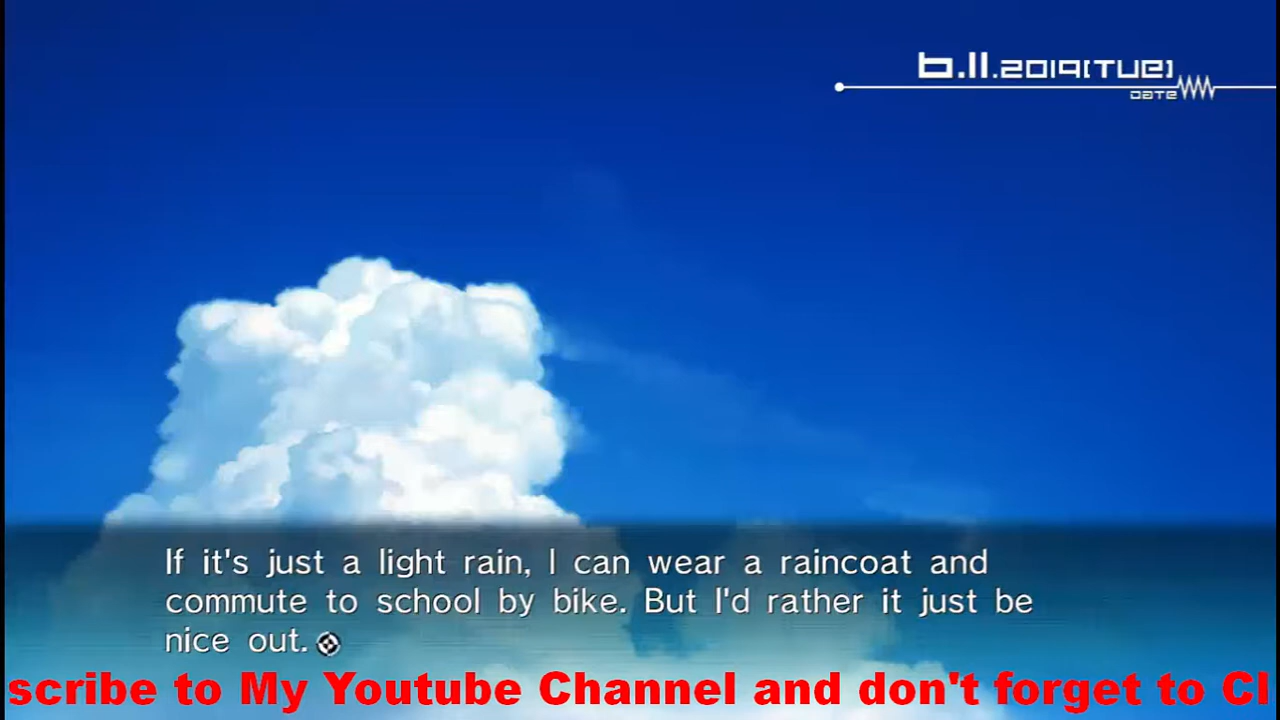 6.11.2019(TUE)
DATE
If it's just a light rain, I can wear a raincoat and
commute to school by bike. But I'd rather it just be
nice out.
scribe to My Youtube Channel and don't forget to Cl